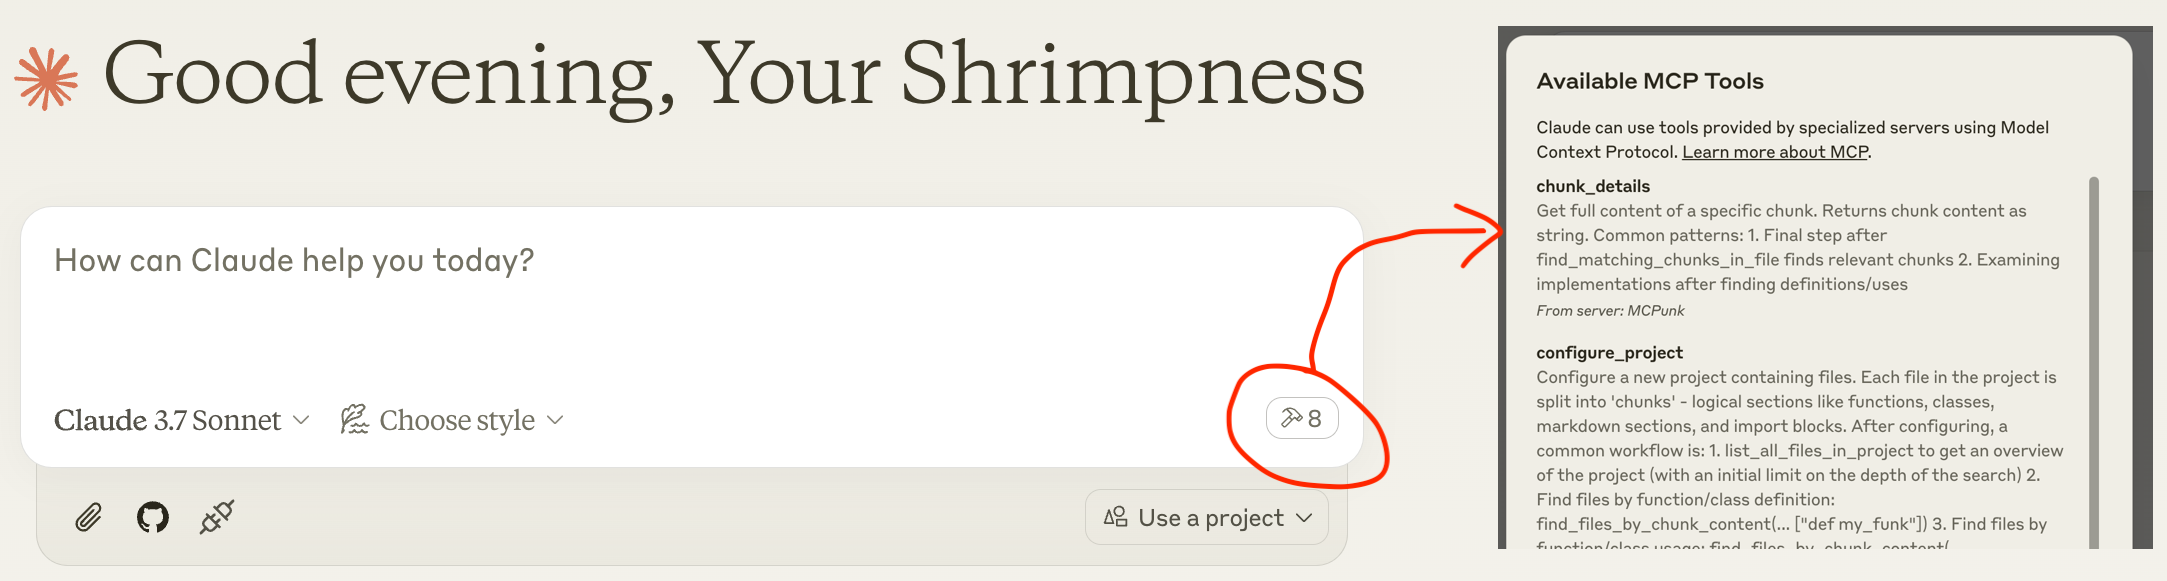 Good evening, Your Shrimpness
How can Claude help you today?
Claude 3.7 Sonnet
Choose style
8
Use a project
Available MCP Tools
Claude can use tools provided by specialized servers using Model
Context Protocol. Learn more about MCP.
chunk_details
Get full content of a specific chunk. Returns chunk content as
string. Common patterns: 1. Final step after
find_matching_chunks_in_file finds relevant chunks 2. Examining
implementations after finding definitions/uses
From server: MCPunk
configure_project
Configure a new project containing files. Each file in the project is
split into 'chunks' - logical sections like functions, classes,
markdown sections, and import blocks. After configuring, a
common workflow is: 1. list_all_files_in_project to get an overview
of the project (with an initial limit on the depth of the search) 2.
Find files by function/class definition:
find_files_by_chunk_content(... ["def my_funk"]) 3. Find files by
function/class usage: find_files_by_chunk_content(